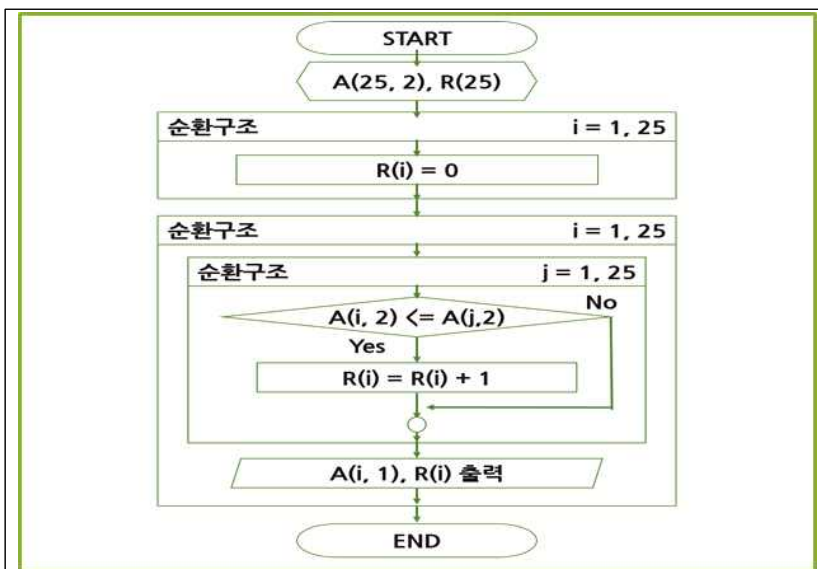 START
A(25, 2), R(25)
순환구조 i = 1, 25
R(i) = 0
순환구조 i = 1, 25
순환구조 j = 1, 25
No
A(i, 2) <= A(j,2)
Yes
R(i) = R(i) + 1
A(i, 1), R(i) 출력
END